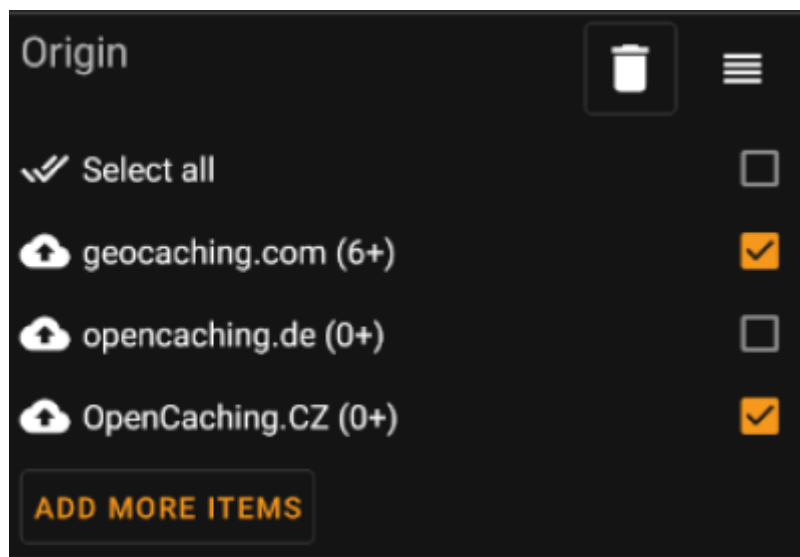 Origin
Select all
geocaching.com (6+)
opencaching.de (0+)
OpenCaching.CZ (0+)
ADD MORE ITEMS